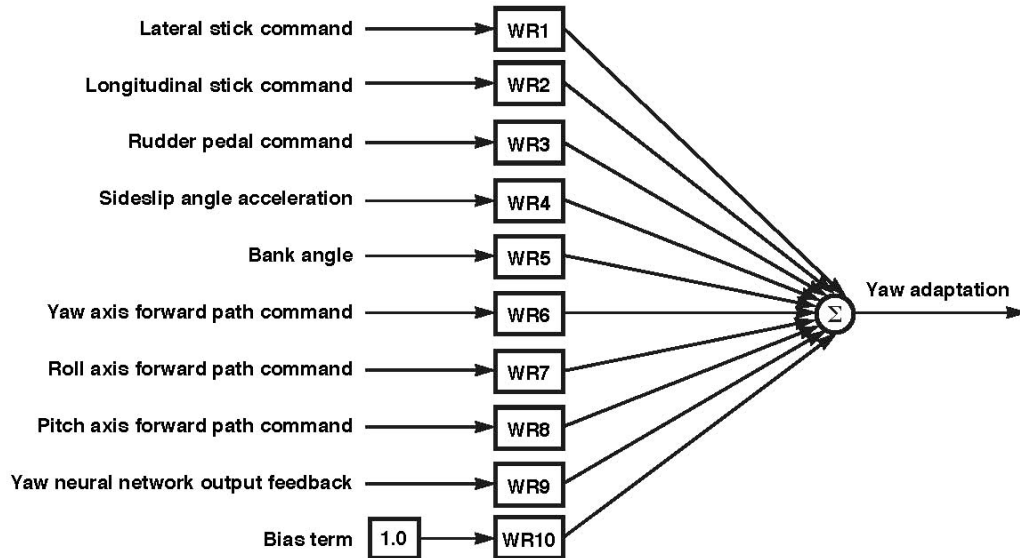 Lateral stick command WR1
Longitudinal stick command WR2
Rudder pedal command WR3
Sideslip angle acceleration WR4
Bank angle WR5
Yaw axis forward path command WR6
Σ
Yaw adaptation
Roll axis forward path command WR7
Pitch axis forward path command WR8
Yaw neural network output feedback WR9
Bias term 1.0 WR10